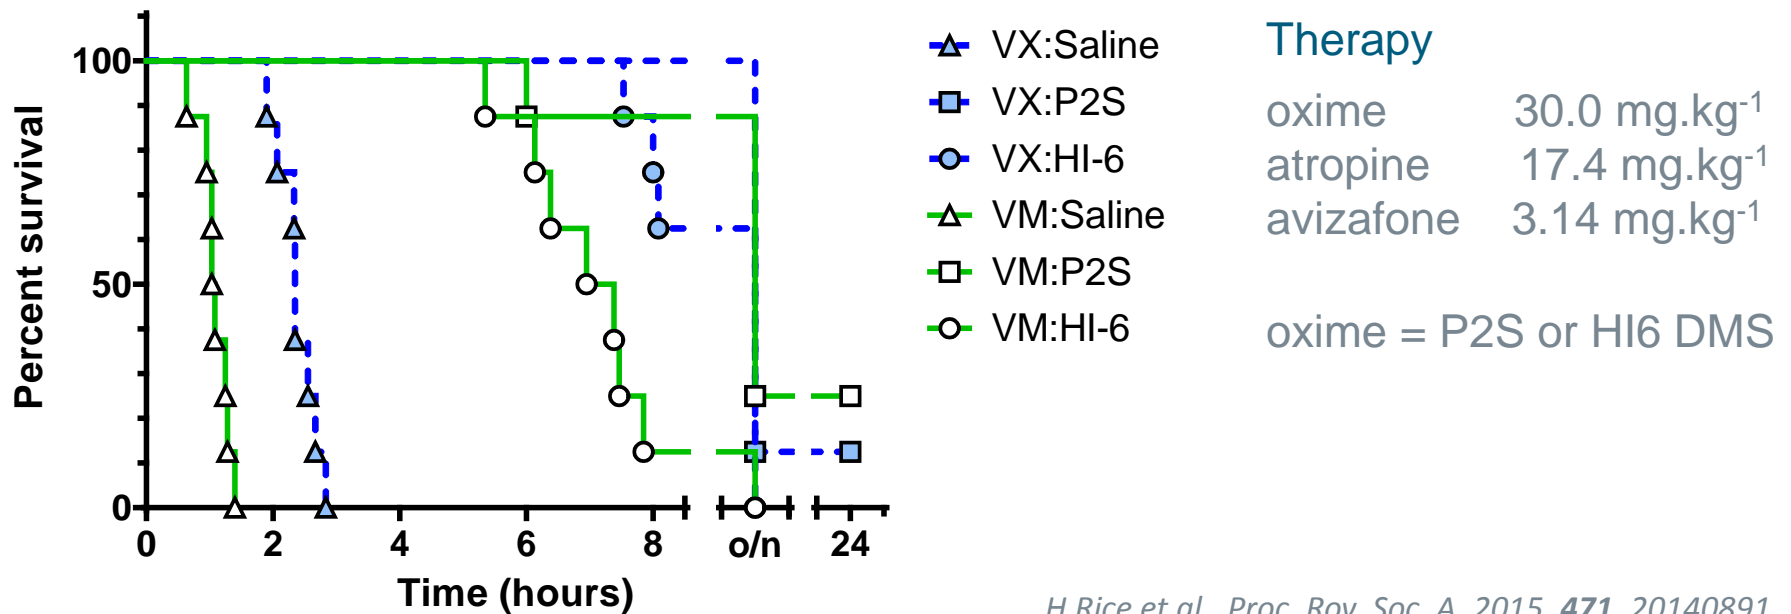 Percent survival
100
50
0
0 2 4 6 8 o/n 24
Time (hours)
VX:Saline
VX:P2S
VX:HI-6
VM:Saline
VM:P2S
VM:HI-6
Therapy
oxime 30.0 mg.kg⁻¹
atropine 17.4 mg.kg⁻¹
avizafone 3.14 mg.kg⁻¹
oxime = P2S or HI6 DMS
H Rice et al., Proc. Roy. Soc. A, 2015, 471, 20140891